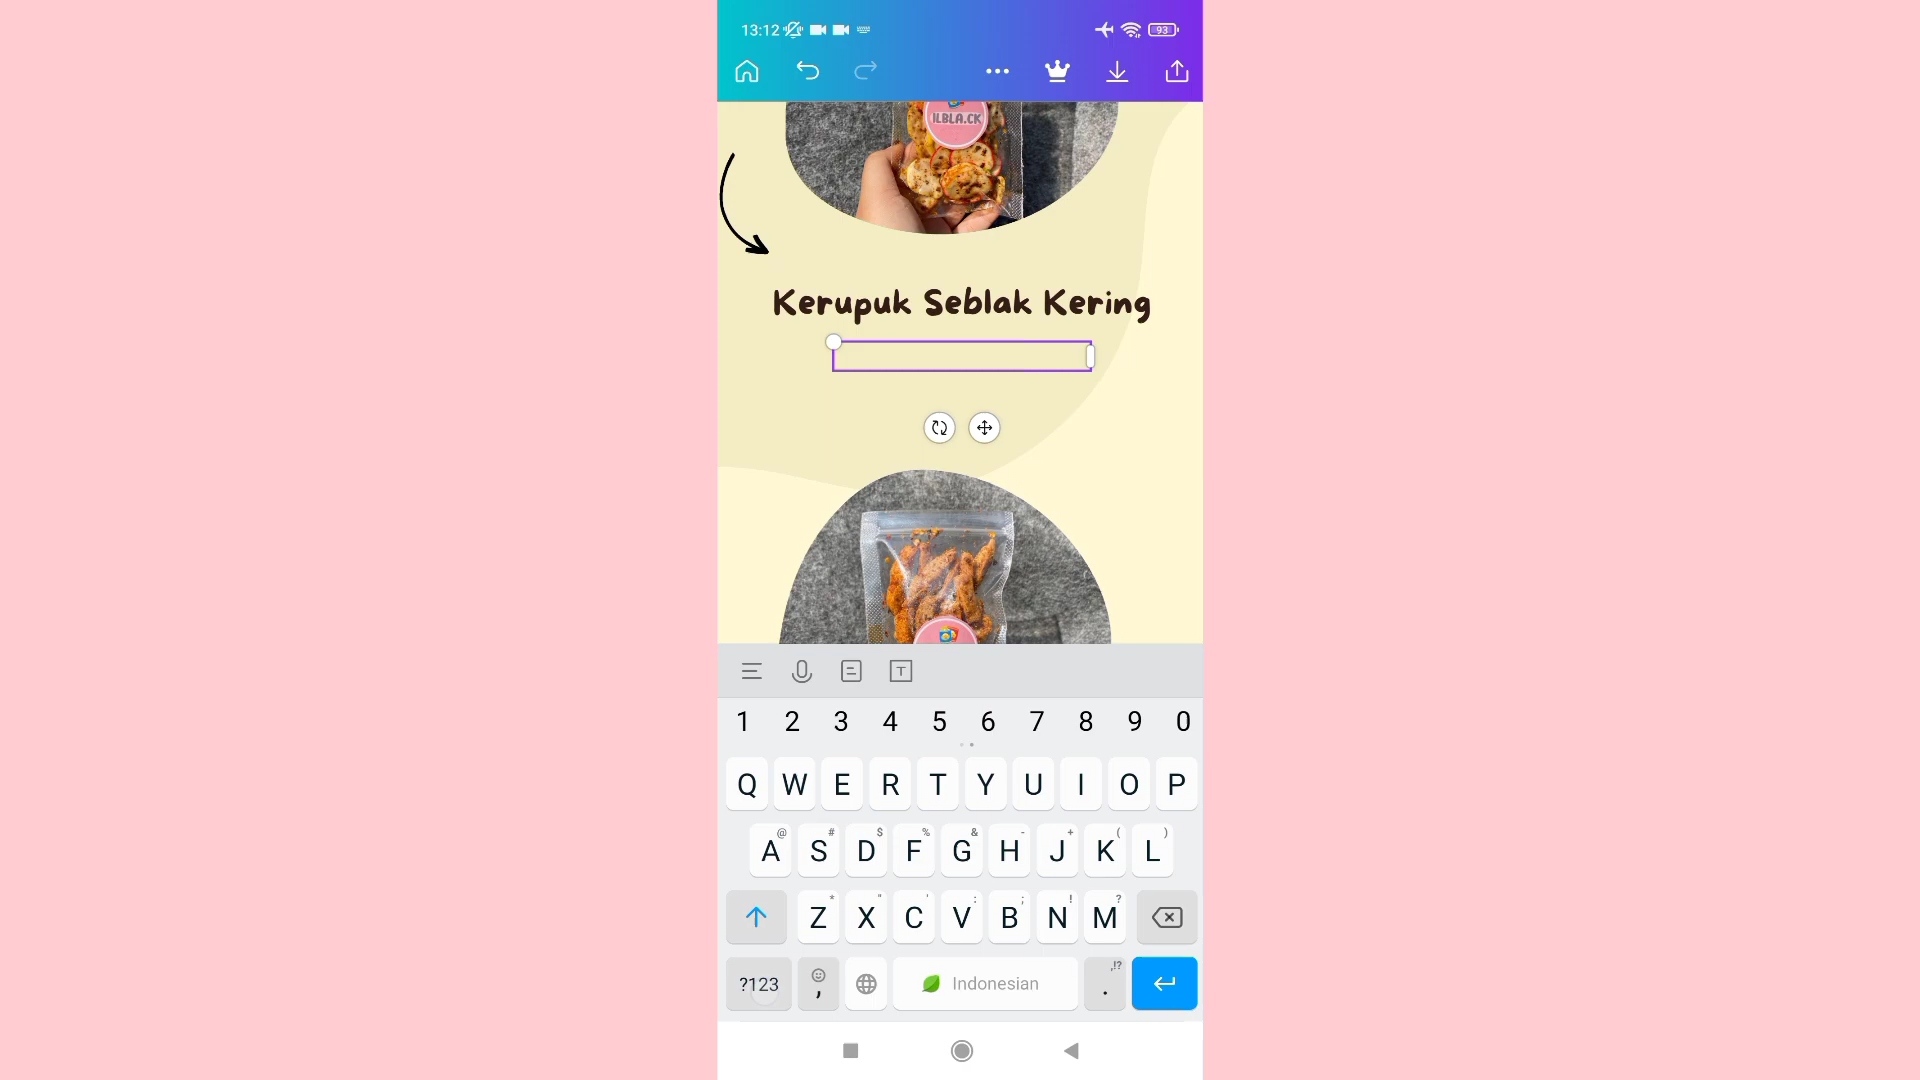 13:12
93
ILBLA.CK
Kerupuk Seblak Kering
T
1 2 3 4 5 6 7 8 9 0
Q W E R T Y U I O P
@ # $ % & - + ( )
A S D F G H J K L
* " ' : ; ! ?
Z X C V B N M
?123 , Indonesian ,!? .